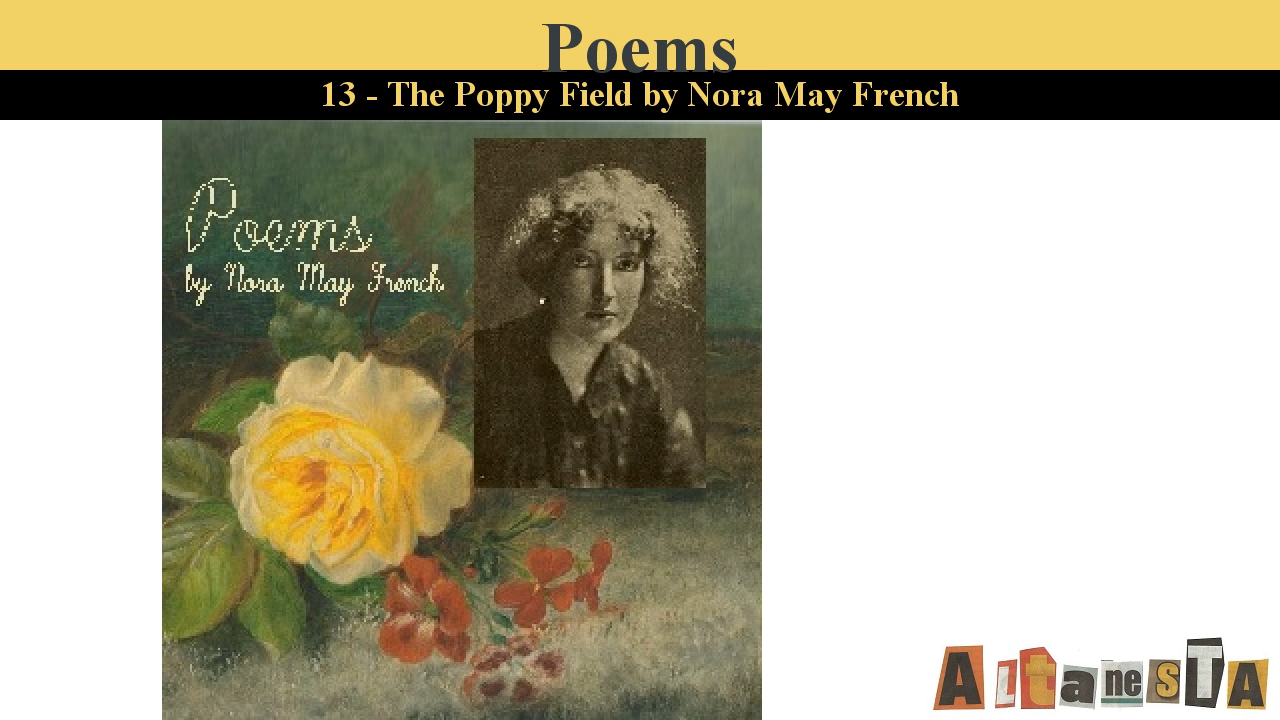 Poems
13 - The Poppy Field by Nora May French
Poems
by Nora May French
AltanesTA